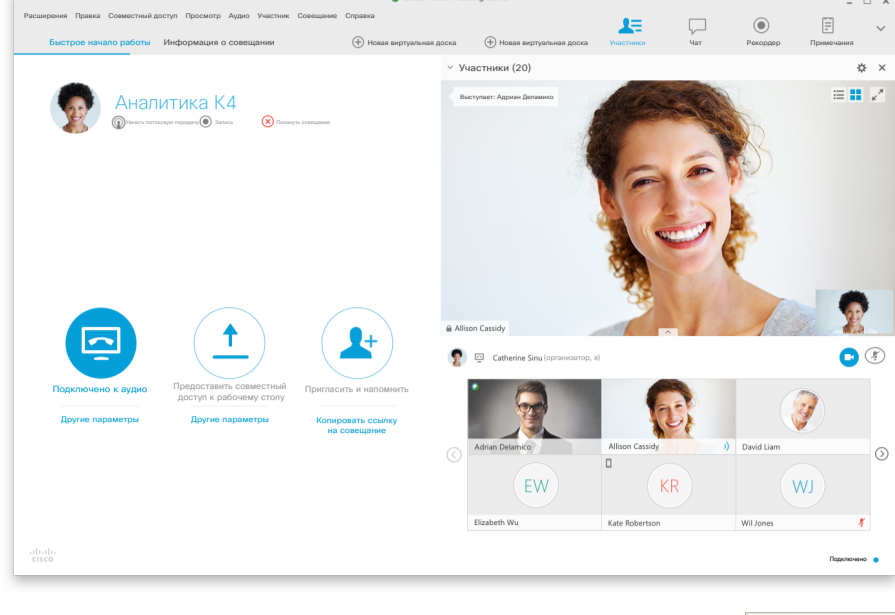 Расширения Правка Совместный доступ Просмотр Аудио Участник Совещание Справка
Быстрое начало работы Информация о совещании
Новая виртуальная доска Новая виртуальная доска
Участники Чат Рекордер Примечания
Участники (20)
Выступает: Адриан Деламико
Аналитика К4
Начать потоковую передачу Запись Покинуть совещание
Allison Cassidy
Catherine Sinu (организатор, я)
Подключено к аудио
Другие параметры
Предоставить совместный
доступ к рабочему столу
Другие параметры
Пригласить и напомнить
Копировать ссылку
на совещание
Adrian Delamico Allison Cassidy David Liam
EW KR WJ
Elizabeth Wu Kate Robertson Wil Jones
CISCO
Подключено